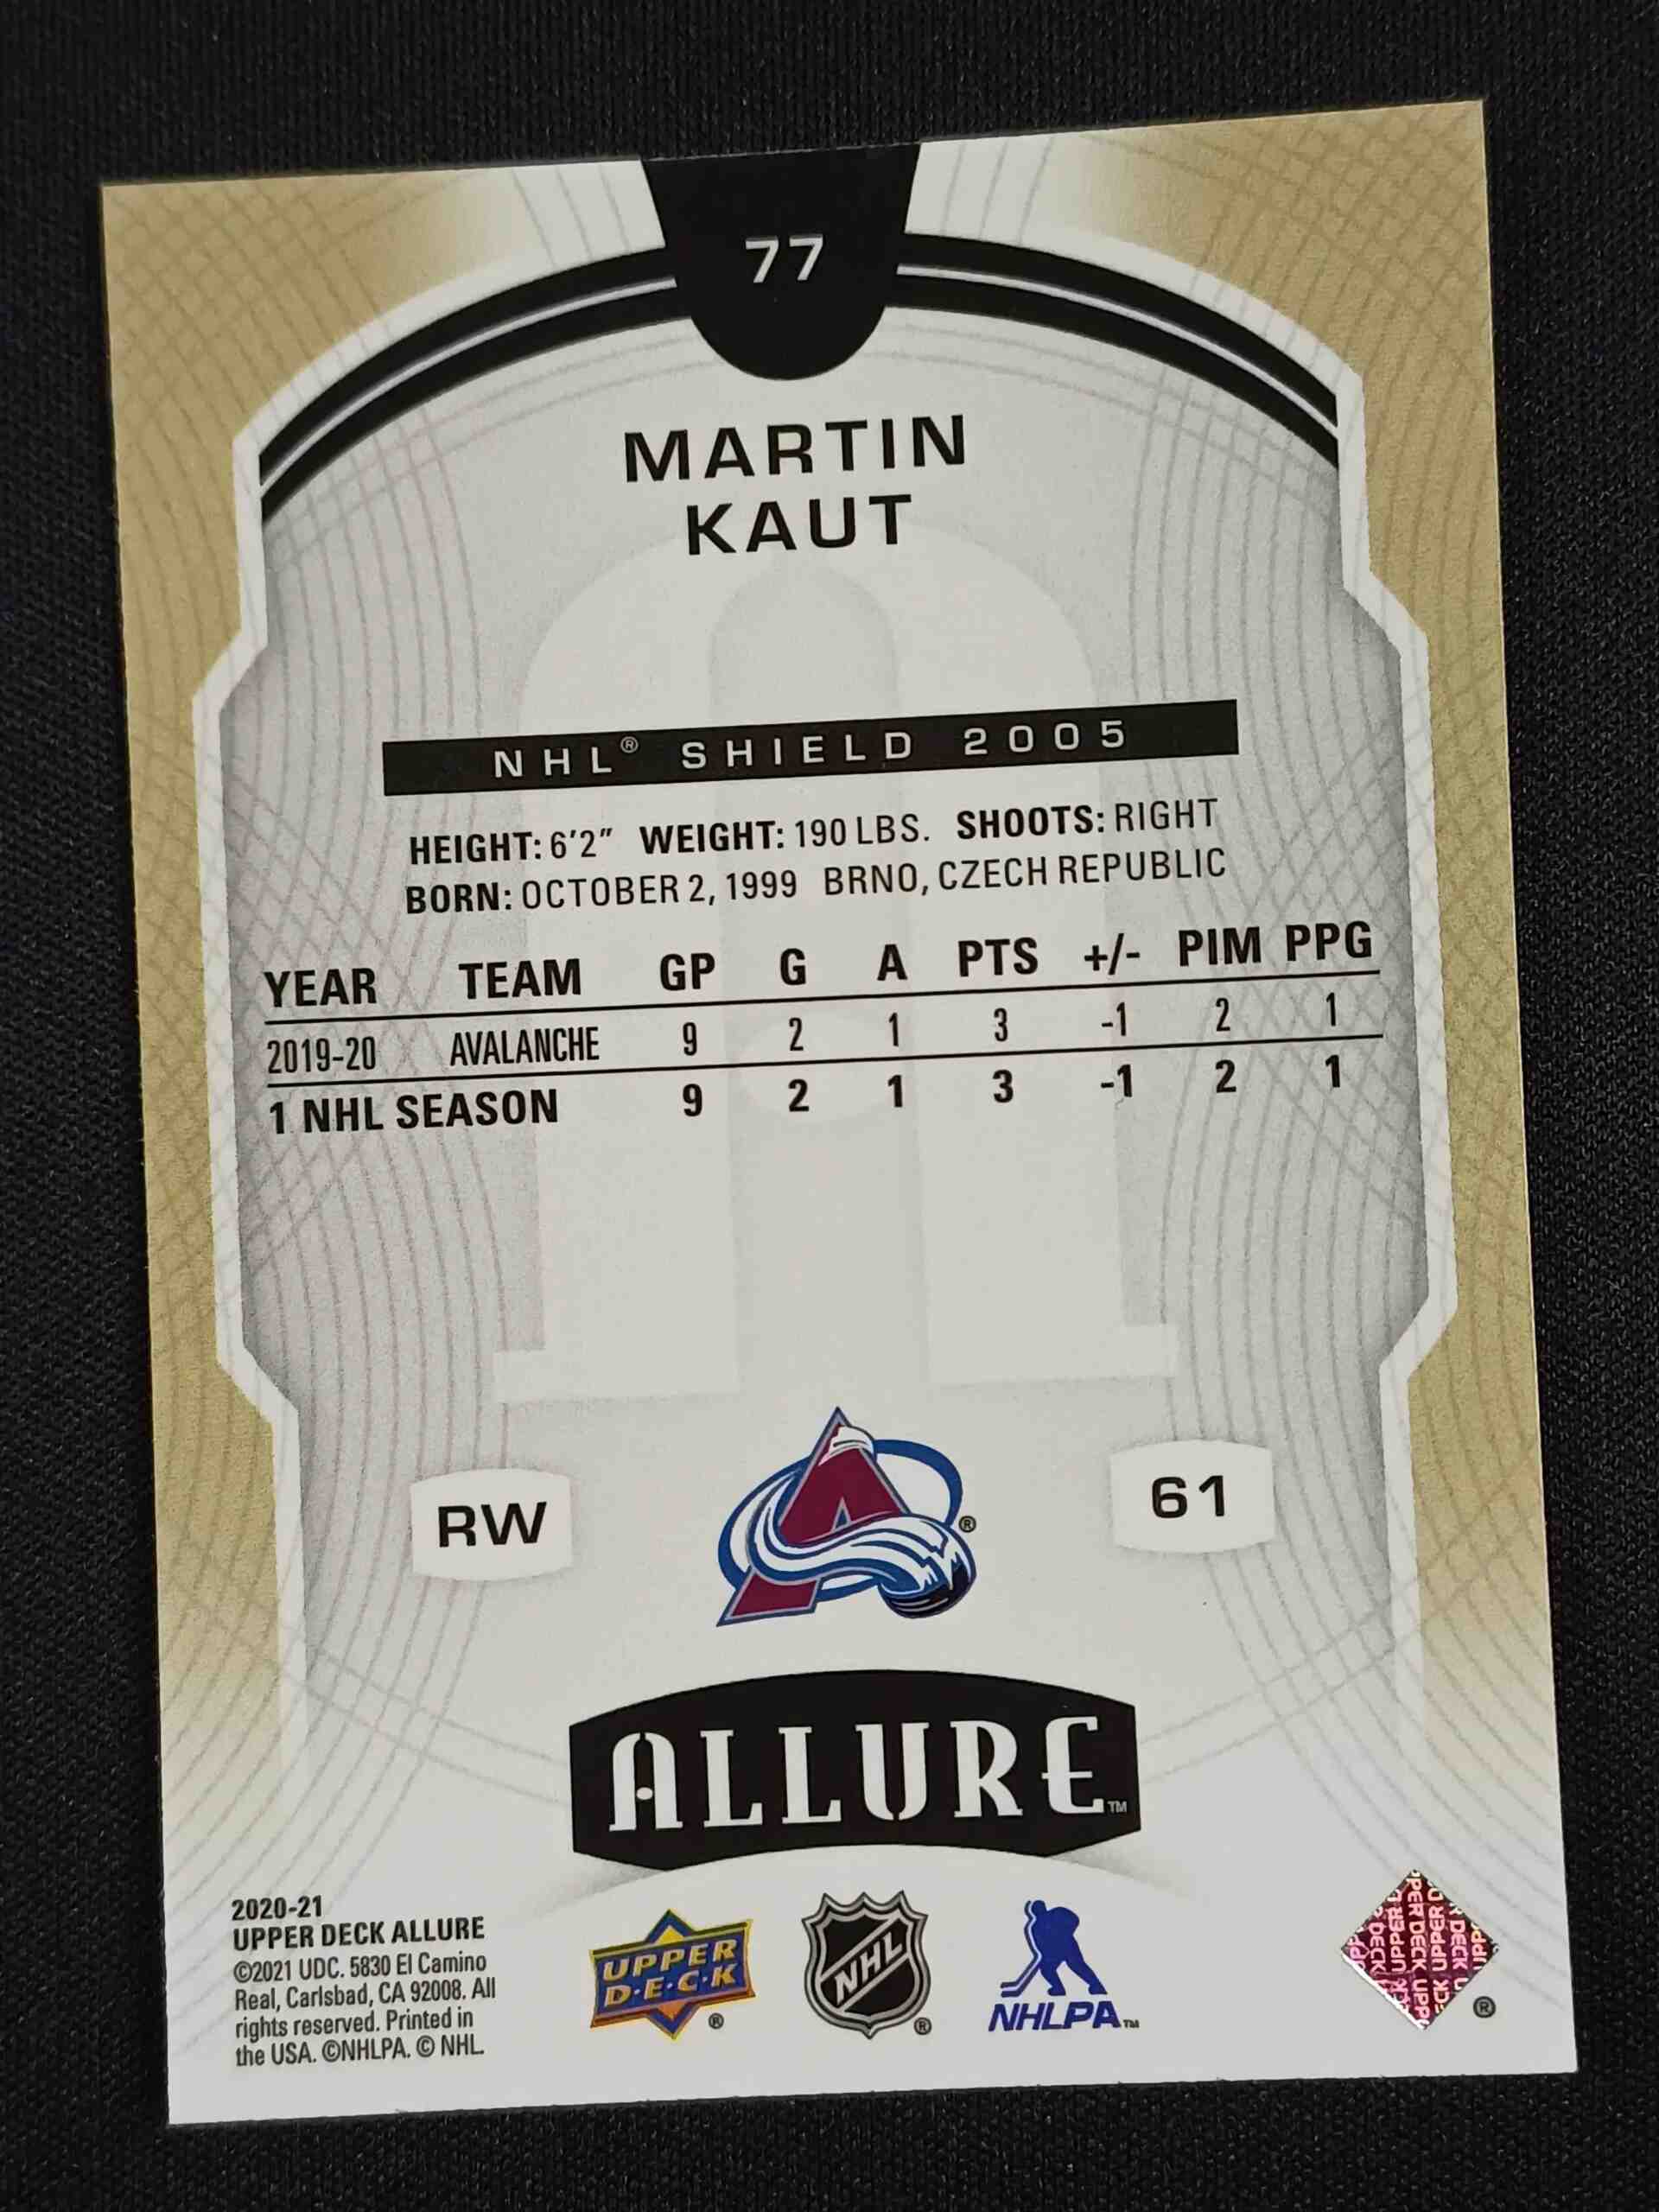 77
MARTIN
KAUT
NHL® SHIELD 2005
HEIGHT: 6'2" WEIGHT: 190 LBS. SHOOTS: RIGHT
BORN: OCTOBER 2, 1999 BRNO, CZECH REPUBLIC
YEAR TEAM GP G A PTS +/- PIM PPG
2019-20 AVALANCHE 9 2 1 3 -1 2 1
1 NHL SEASON 9 2 1 3 -1 2 1
RW
®
61
ALLURE™
2020-21
UPPER DECK ALLURE
©2021 UDC. 5830 El Camino
Real, Carlsbad, CA 92008. All
rights reserved. Printed in
the USA. ©NHLPA. © NHL.
UPPER
D·E·C·K
®
NHL
®
NHLPA™
UPPER DECK
®